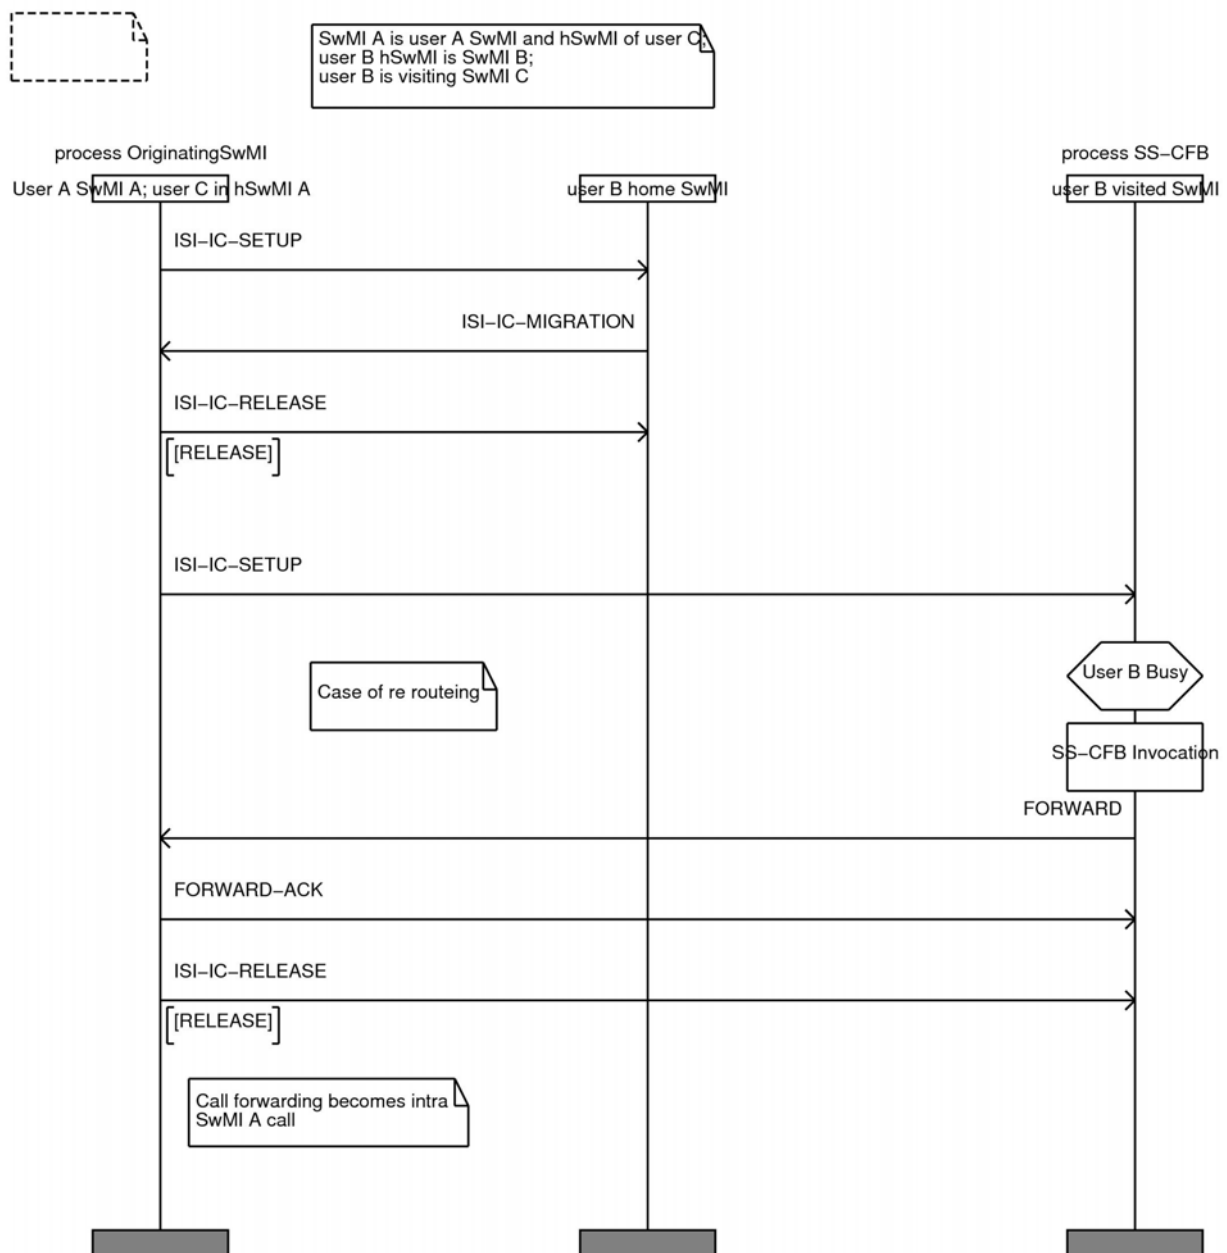 SwMI A is user A SwMI and hSwMI of user C;
user B hSwMI is SwMI B;
user B is visiting SwMI C
process OriginatingSwMI
process SS−CFB
User A SwMI A; user C in hSwMI A
user B home SwMI
user B visited SwMI
ISI−IC−SETUP
ISI−IC−MIGRATION
ISI−IC−RELEASE
[RELEASE]
ISI−IC−SETUP
User B Busy
Case of re routeing
SS−CFB Invocation
FORWARD
FORWARD−ACK
ISI−IC−RELEASE
[RELEASE]
Call forwarding becomes intra
SwMI A call